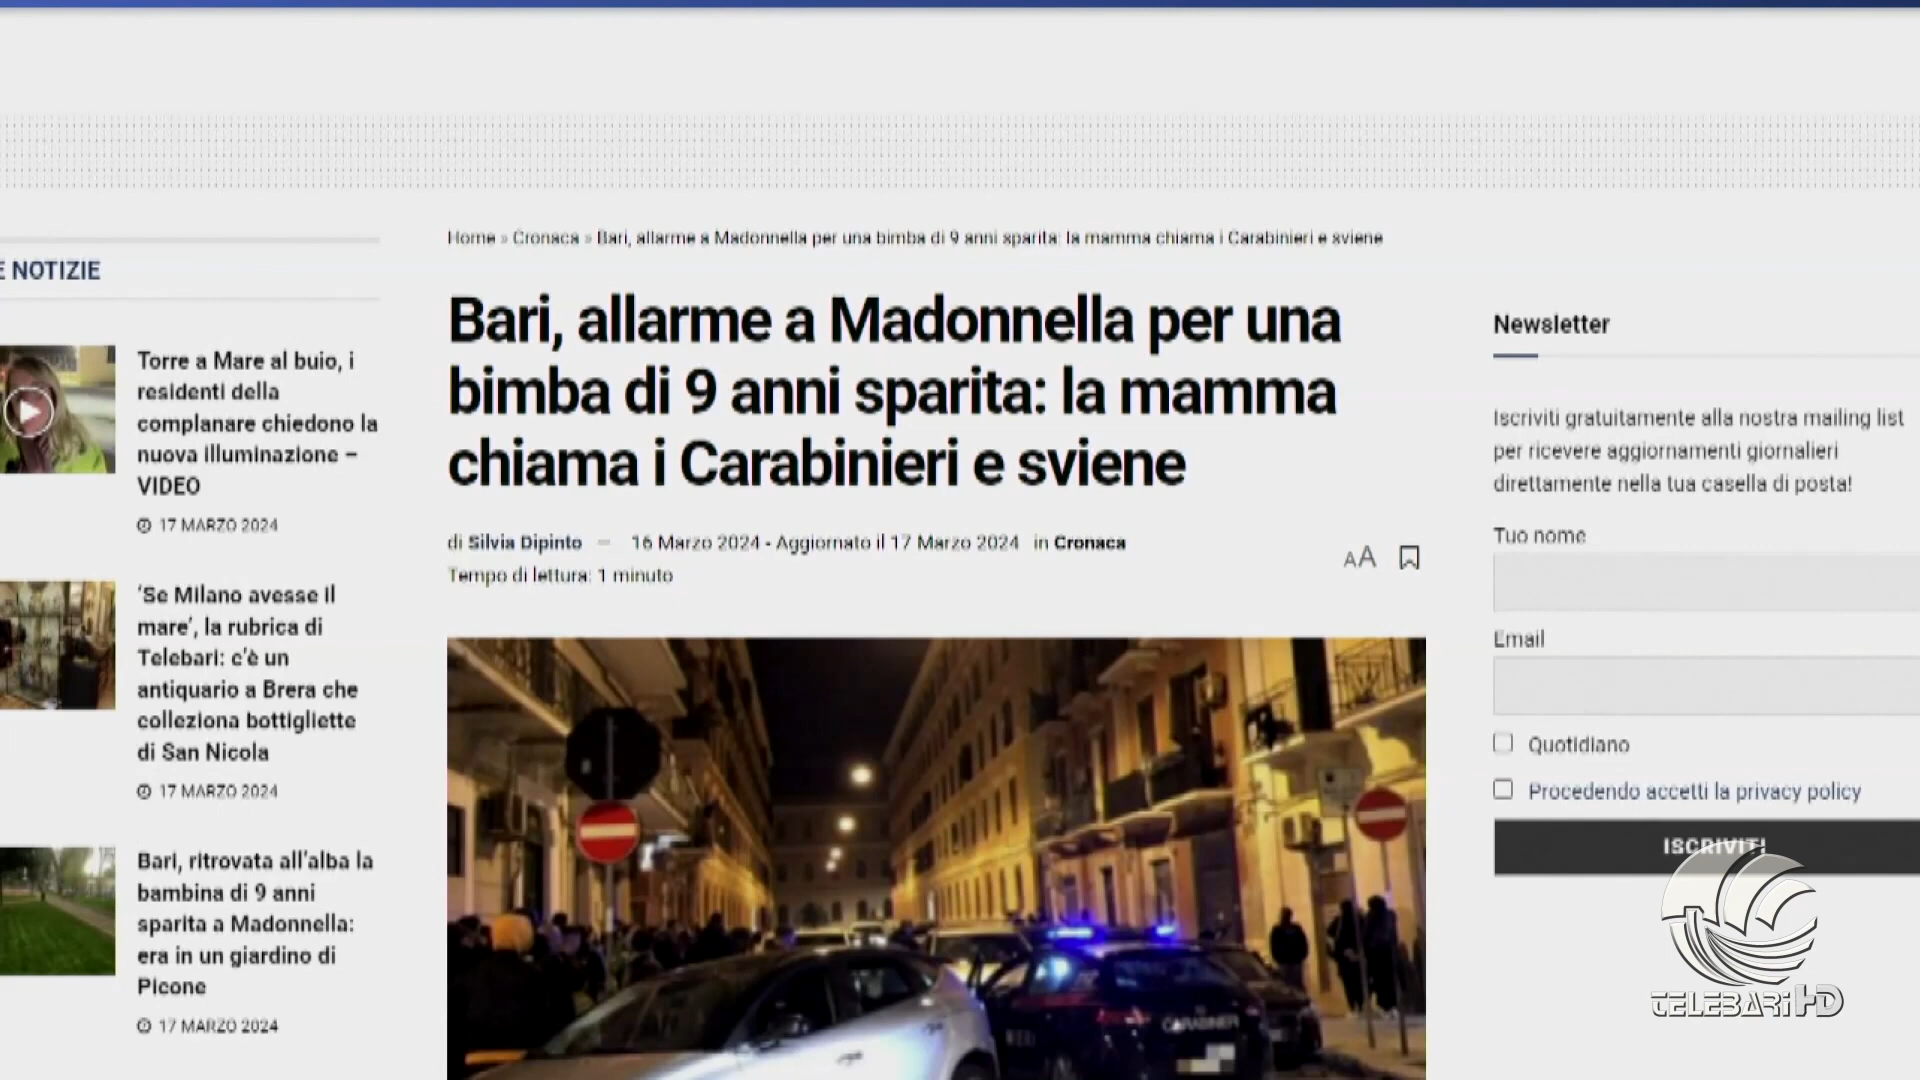 Home » Cronaca » Bari, allarme a Madonnella per una bimba di 9 anni sparita: la mamma chiama i Carabinieri e sviene
E NOTIZIE
Torre a Mare al buio, i
residenti della
complanare chiedono la
nuova illuminazione –
VIDEO
17 MARZO 2024
‘Se Milano avesse il
mare’, la rubrica di
Telebari: c’è un
antiquario a Brera che
colleziona bottigliette
di San Nicola
17 MARZO 2024
Bari, ritrovata all’alba la
bambina di 9 anni
sparita a Madonnella:
era in un giardino di
Picone
17 MARZO 2024
Bari, allarme a Madonnella per una
bimba di 9 anni sparita: la mamma
chiama i Carabinieri e sviene
di Silvia Dipinto — 16 Marzo 2024 - Aggiornato il 17 Marzo 2024 in Cronaca
Tempo di lettura: 1 minuto
AA
CARABINIERI
Newsletter
Iscriviti gratuitamente alla nostra mailing list
per ricevere aggiornamenti giornalieri
direttamente nella tua casella di posta!
Tuo nome
Email
Quotidiano
Procedendo accetti la privacy policy
ISCRIVITI
TELEBARI HD